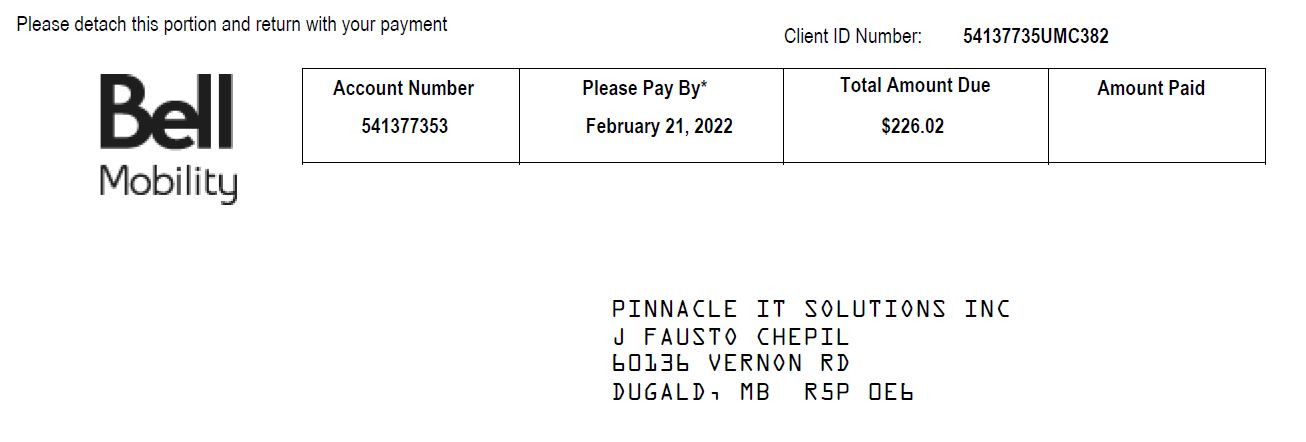 Please detach this portion and return with your payment
Client ID Number: 54137735UMC382
Bell
Mobility
Account Number Please Pay By* Total Amount Due Amount Paid
541377353 February 21, 2022 $226.02
PINNACLE IT SOLUTIONS INC
J FAUSTO CHEPIL
60136 VERNON RD
DUGALD, MB R5P 0E6